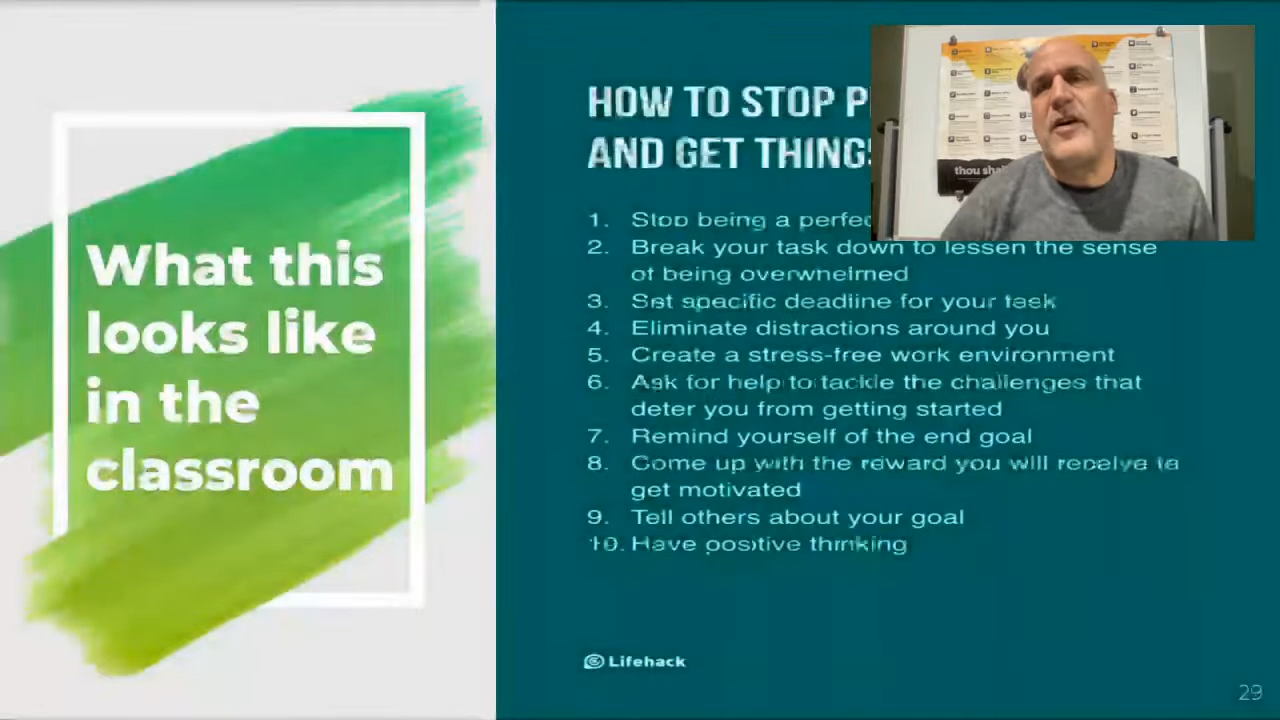 What this
looks like
in the
classroom
HOW TO STOP P
AND GET THINGS
1. Stop being a perfec
2. Break your task down to lessen the sense
of being overwhelmed
3. Set specific deadline for your task
4. Eliminate distractions around you
5. Create a stress-free work environment
6. Ask for help to tackle the challenges that
deter you from getting started
7. Remind yourself of the end goal
8. Come up with the reward you will receive to
get motivated
9. Tell others about your goal
10. Have positive thinking
Lifehack
29
thou sha